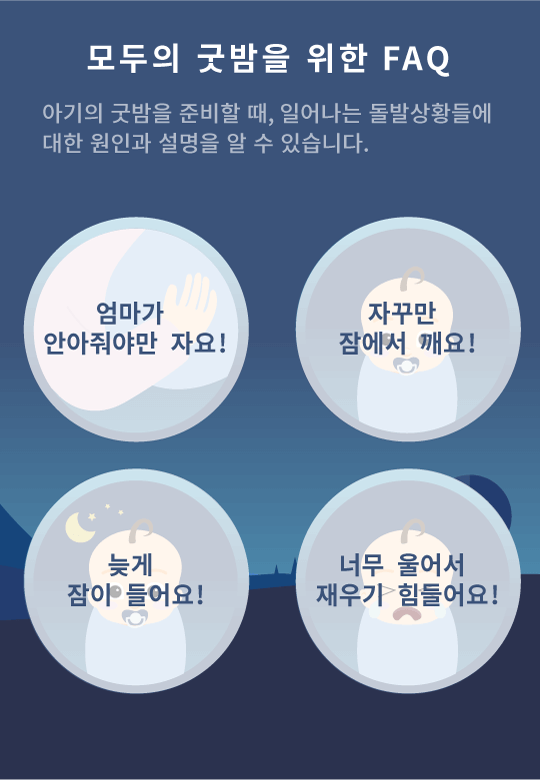 모두의 굿밤을 위한 FAQ
아기의 굿밤을 준비할 때, 일어나는 돌발상황들에
대한 원인과 설명을 알 수 있습니다.
엄마가
안아줘야만 자요!
자꾸만
잠에서 깨요!
늦게
잠이 들어요!
너무 울어서
재우기 힘들어요!